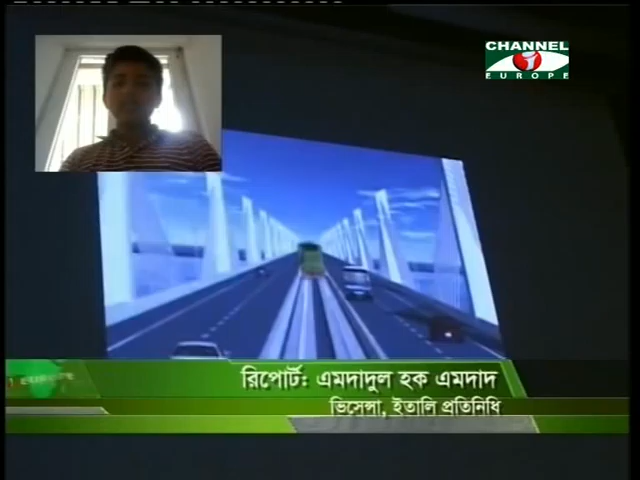 CHANNEL
i
EUROPE
রিপোর্ট: এমদাদুল হক এমদাদ
ভিসেন্সা, ইতালি প্রতিনিধি